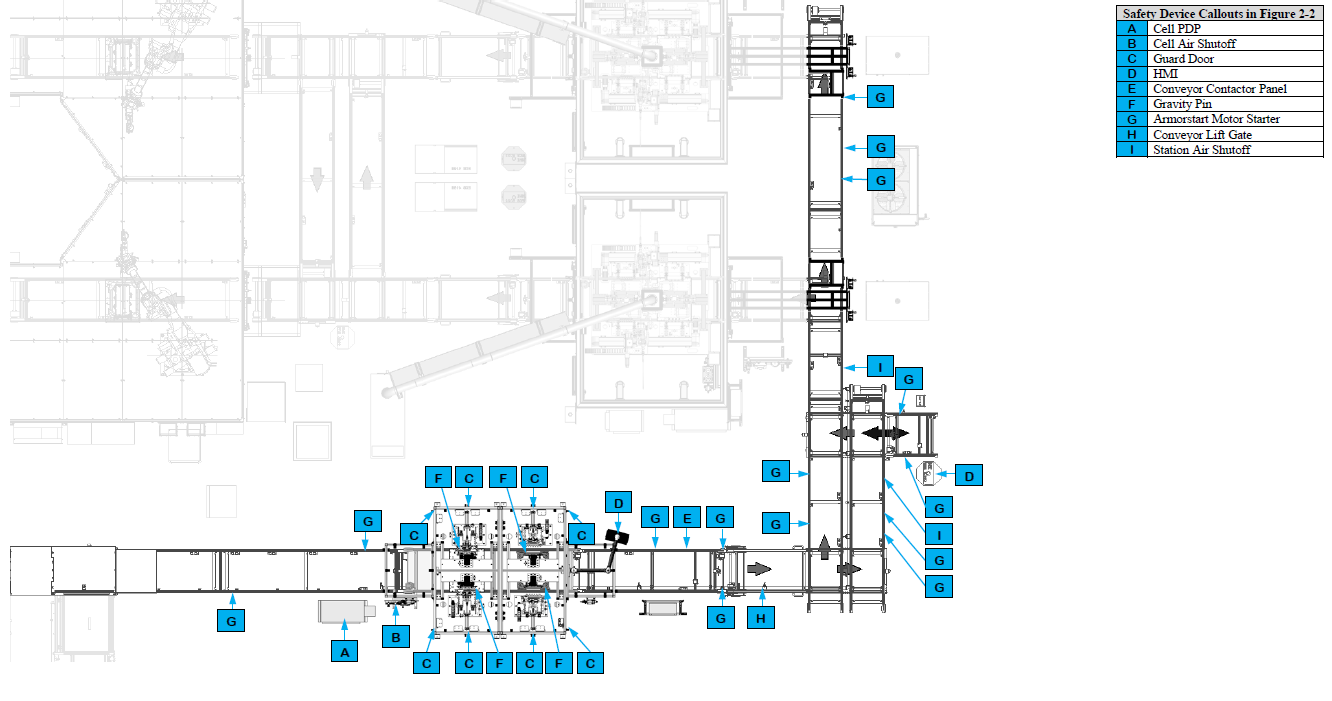 Safety Device Callouts in Figure 2-2
A Cell PDP
B Cell Air Shutoff
C Guard Door
D HMI
E Conveyor Contactor Panel
F Gravity Pin
G Armorstart Motor Starter
H Conveyor Lift Gate
I Station Air Shutoff
G
G
G
I
G
G
D
F C F C
D
G
G
C
C
G E G
G
I
G
G
G
G H
B
A
C C F C F C